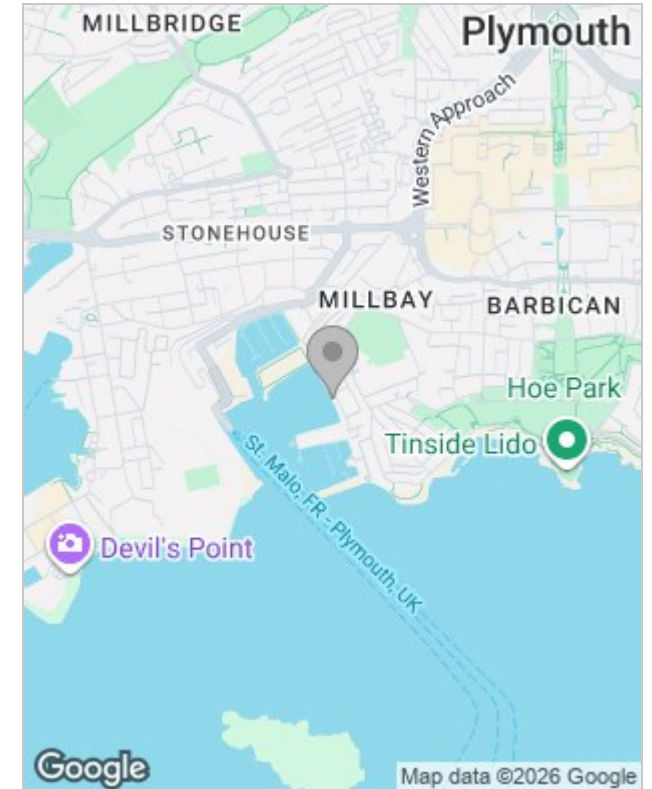 MILLBRIDGE
Plymouth
Western Approach
STONEHOUSE
MILLBAY
BARBICAN
Hoe Park
Tinside Lido
St. Malo, FR - Plymouth, UK
Devil's Point
Google
Map data ©2026 Google